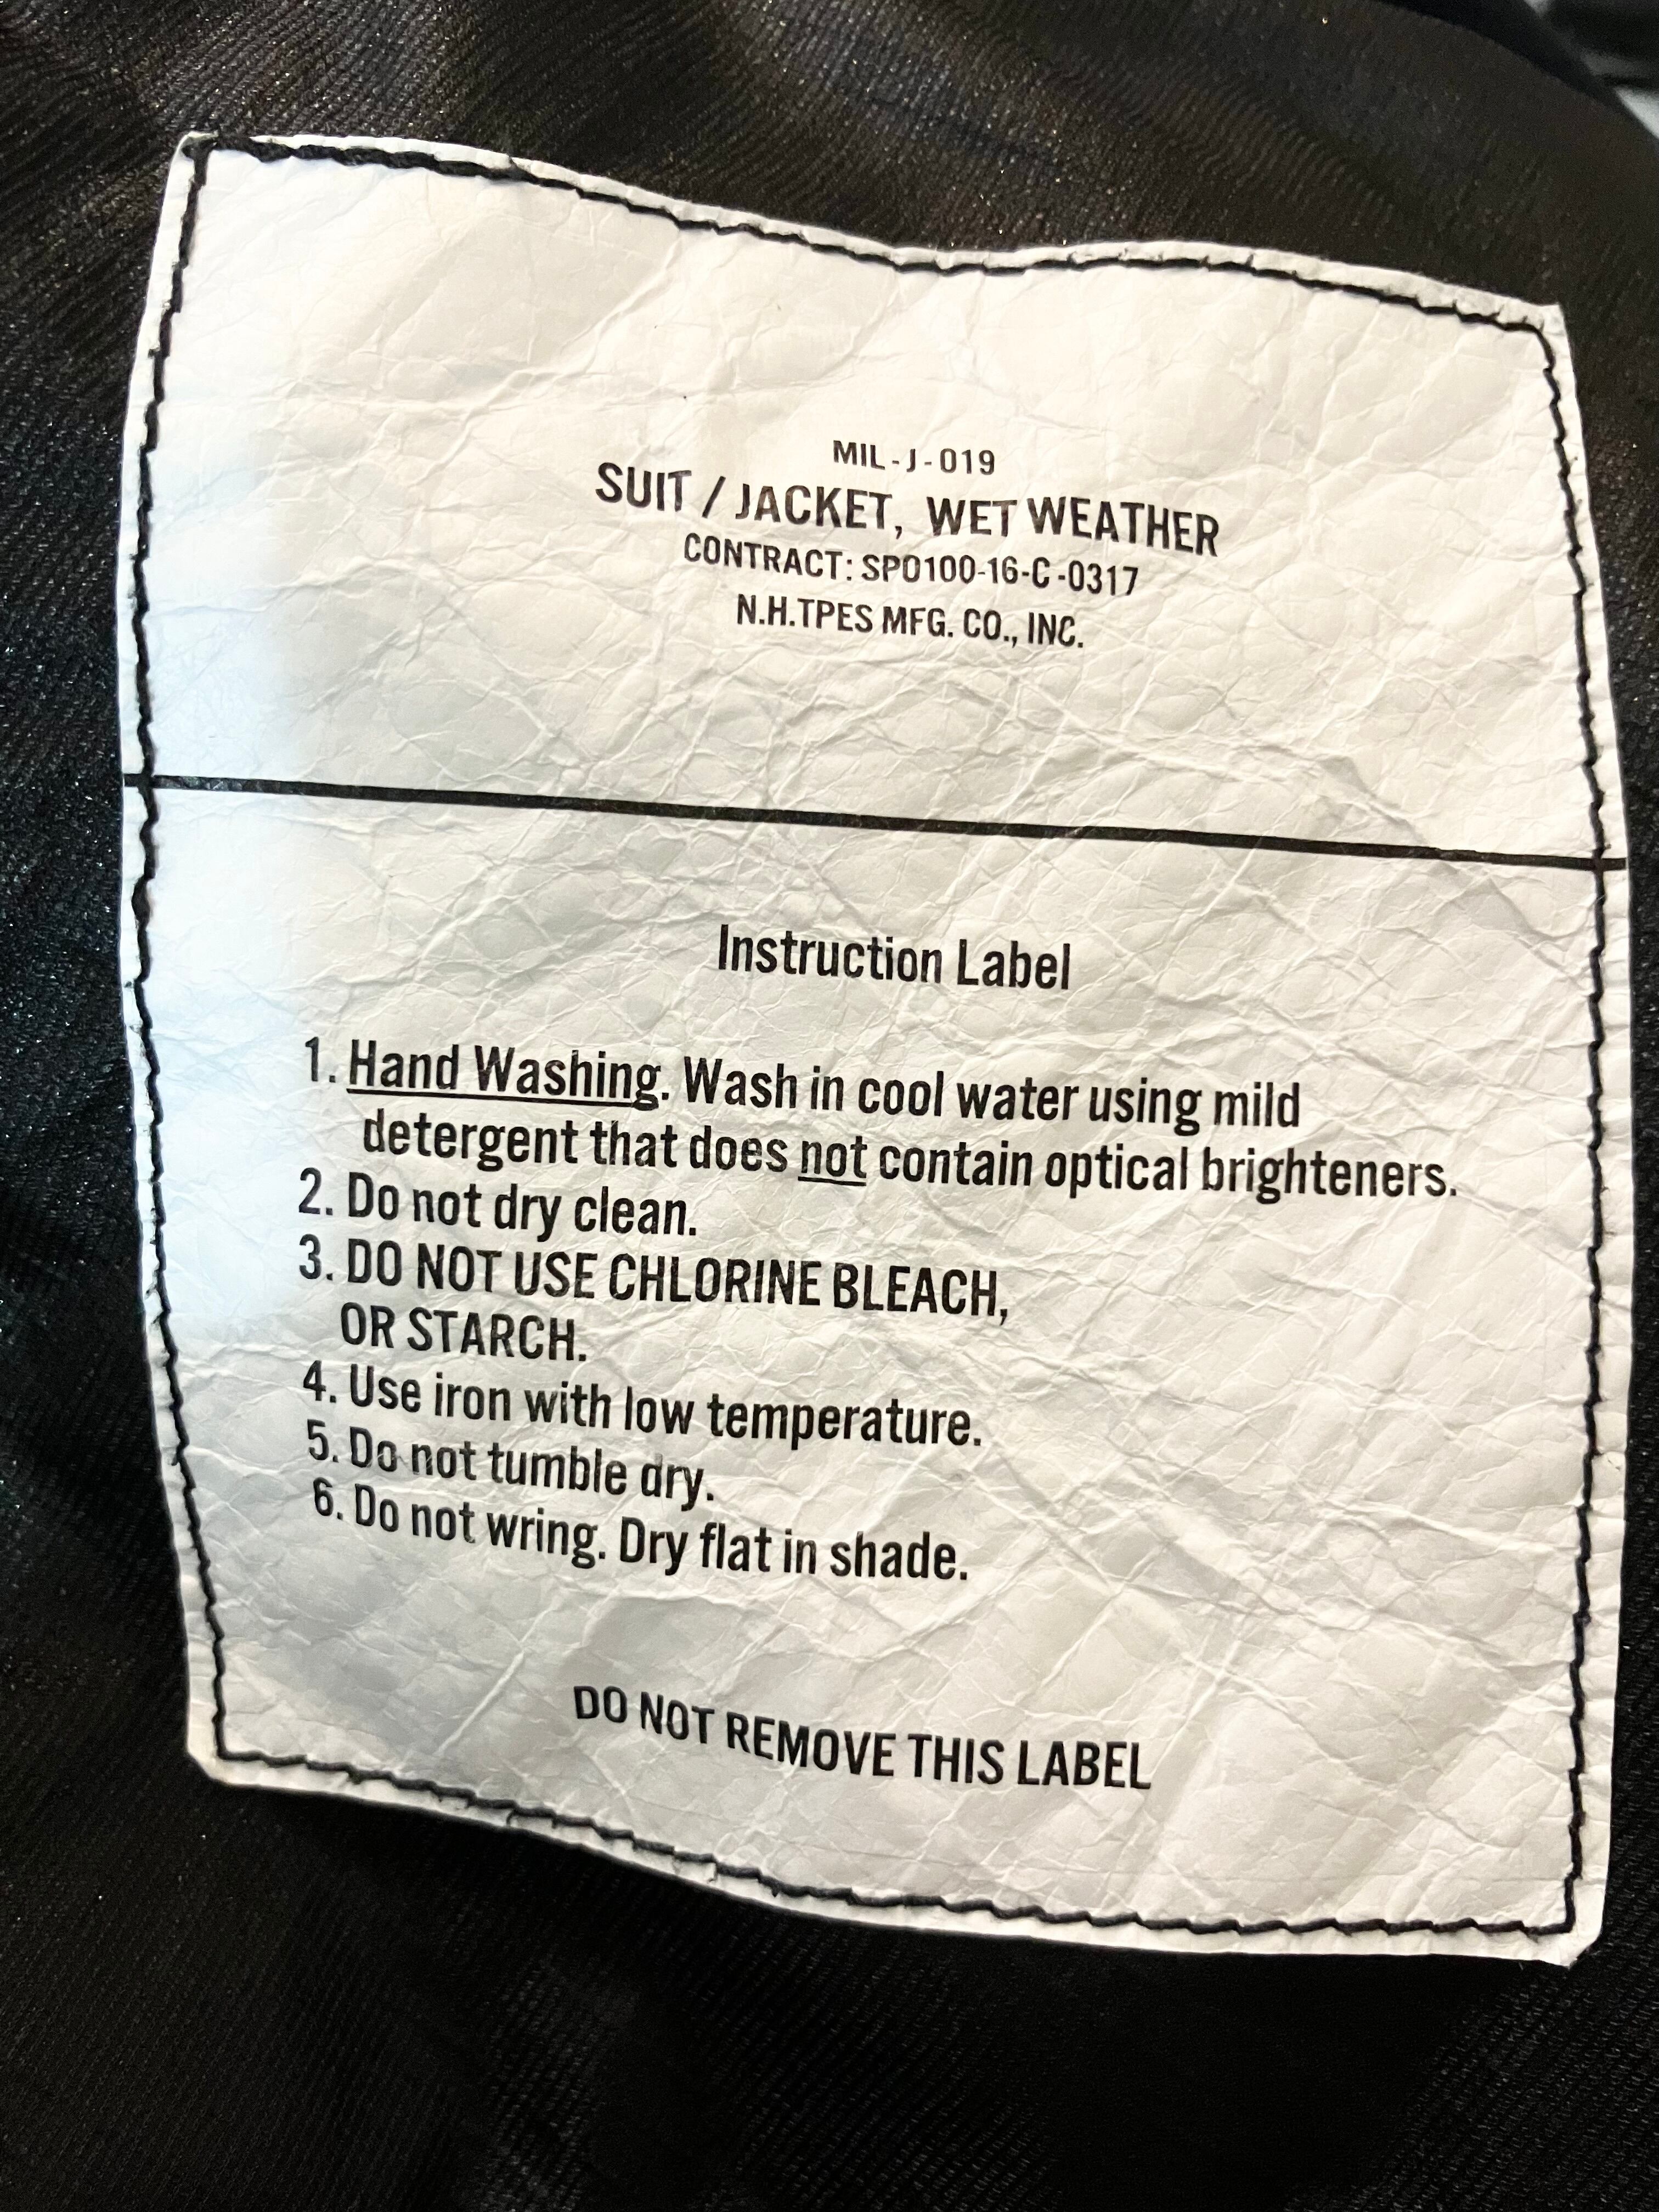 MIL-J-019
SUIT / JACKET, WET WEATHER
CONTRACT: SPO100-16-C-0317
N.H.TPES MFG. CO., INC.
Instruction Label
1. Hand Washing. Wash in cool water using mild
detergent that does not contain optical brighteners.
2. Do not dry clean.
3. DO NOT USE CHLORINE BLEACH,
OR STARCH.
4. Use iron with low temperature.
5. Do not tumble dry.
6. Do not wring. Dry flat in shade.
DO NOT REMOVE THIS LABEL